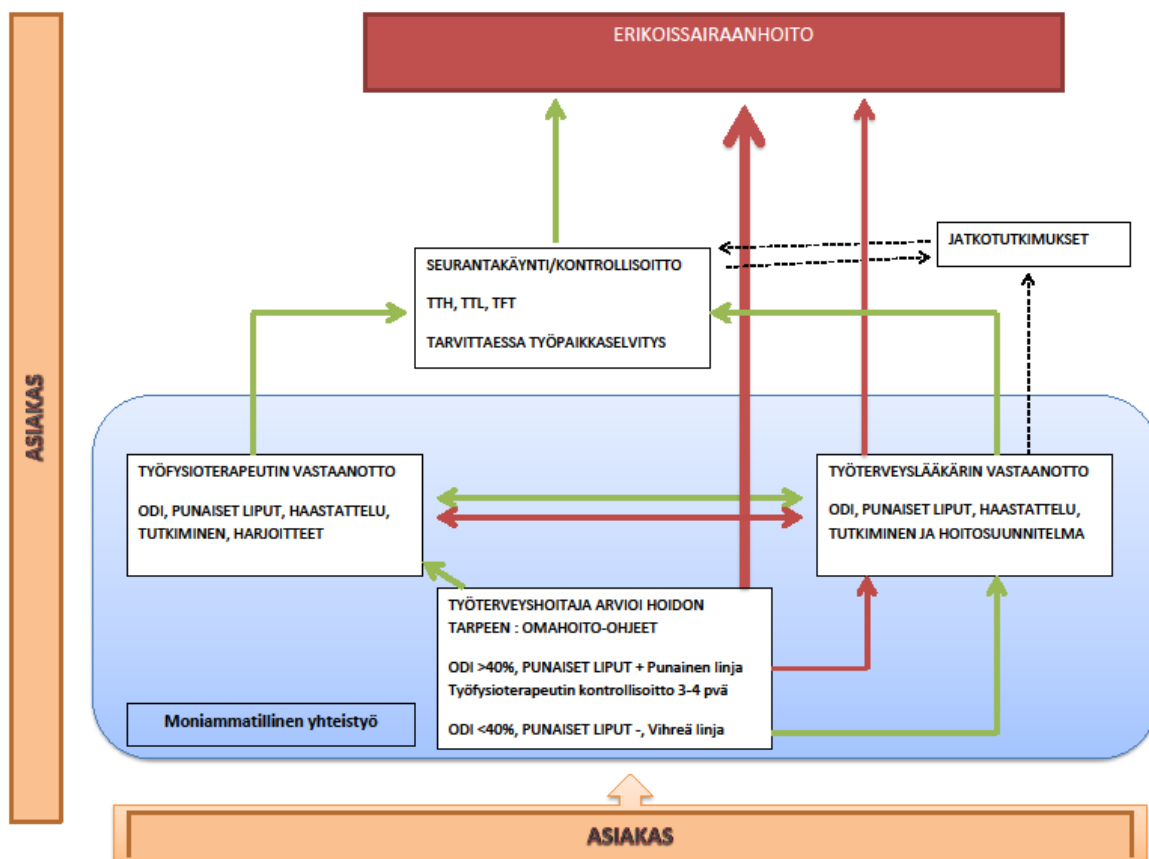 ERIKOISSAIRAANHOITO
ASIAKAS
SEURANTAKÄYNTI/KONTROLLISOITTO
TTH, TTL, TFT
TARVITTAESSA TYÖPAIKKASELVITYS
JATKOTUTKIMUKSET
TYÖFYSIOTERAPEUTIN VASTAANOTTO
ODI, PUNAISET LIPUT, HAASTATTELU,
TUTKIMINEN, HARJOITTEET
TYÖTERVEYSLÄÄKÄRIN VASTAANOTTO
ODI, PUNAISET LIPUT, HAASTATTELU,
TUTKIMINEN JA HOITOSUUNNITELMA
TYÖTERVEYSHOITAJA ARVIOI HOIDON
TARPEEN : OMAHOITO-OHJEET
ODI >40%, PUNAISET LIPUT + Punainen linja
Työfysioterapeutin kontrollisoitto 3-4 pvä
ODI <40%, PUNAISET LIPUT -, Vihreä linja
Moniammatillinen yhteistyö
ASIAKAS